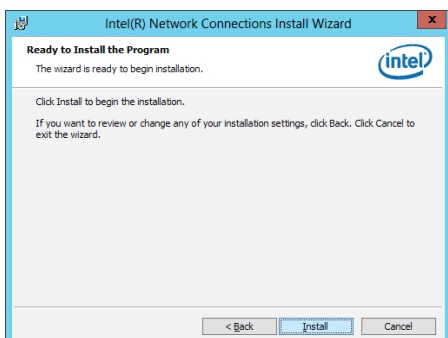 Intel(R) Network Connections Install Wizard
x
Ready to Install the Program
The wizard is ready to begin installation.
intel
Click Install to begin the installation.
If you want to review or change any of your installation settings, click Back. Click Cancel to
exit the wizard.
< Back
Install
Cancel